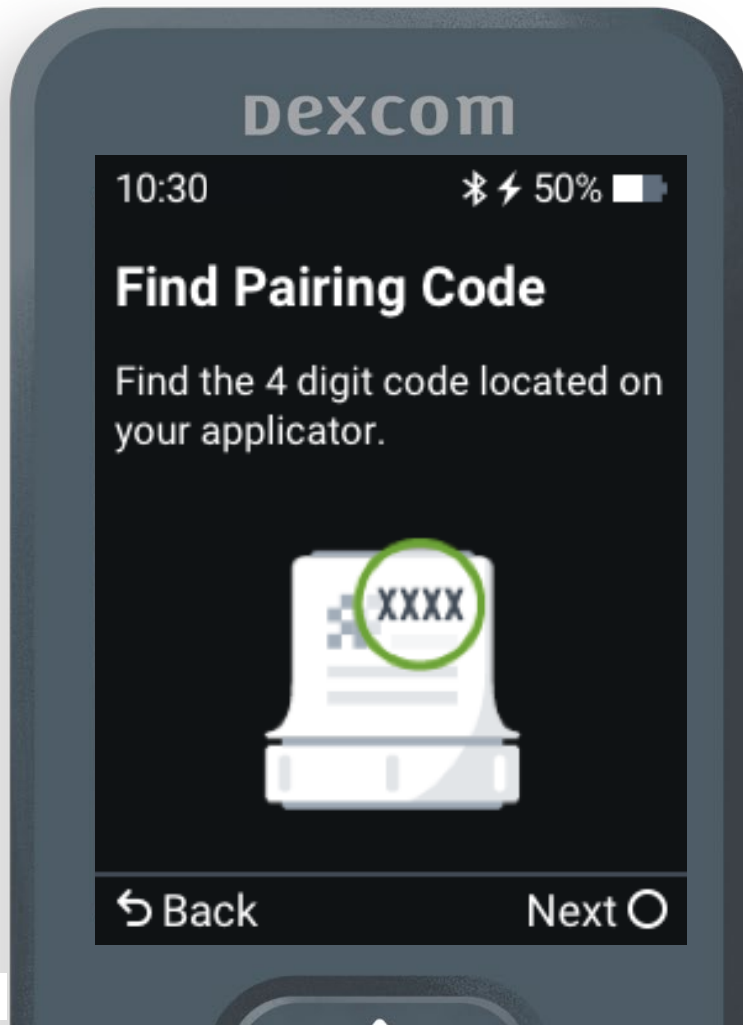 Dexcom
10:30 50%
Find Pairing Code
Find the 4 digit code located on
your applicator.
XXXX
Back Next